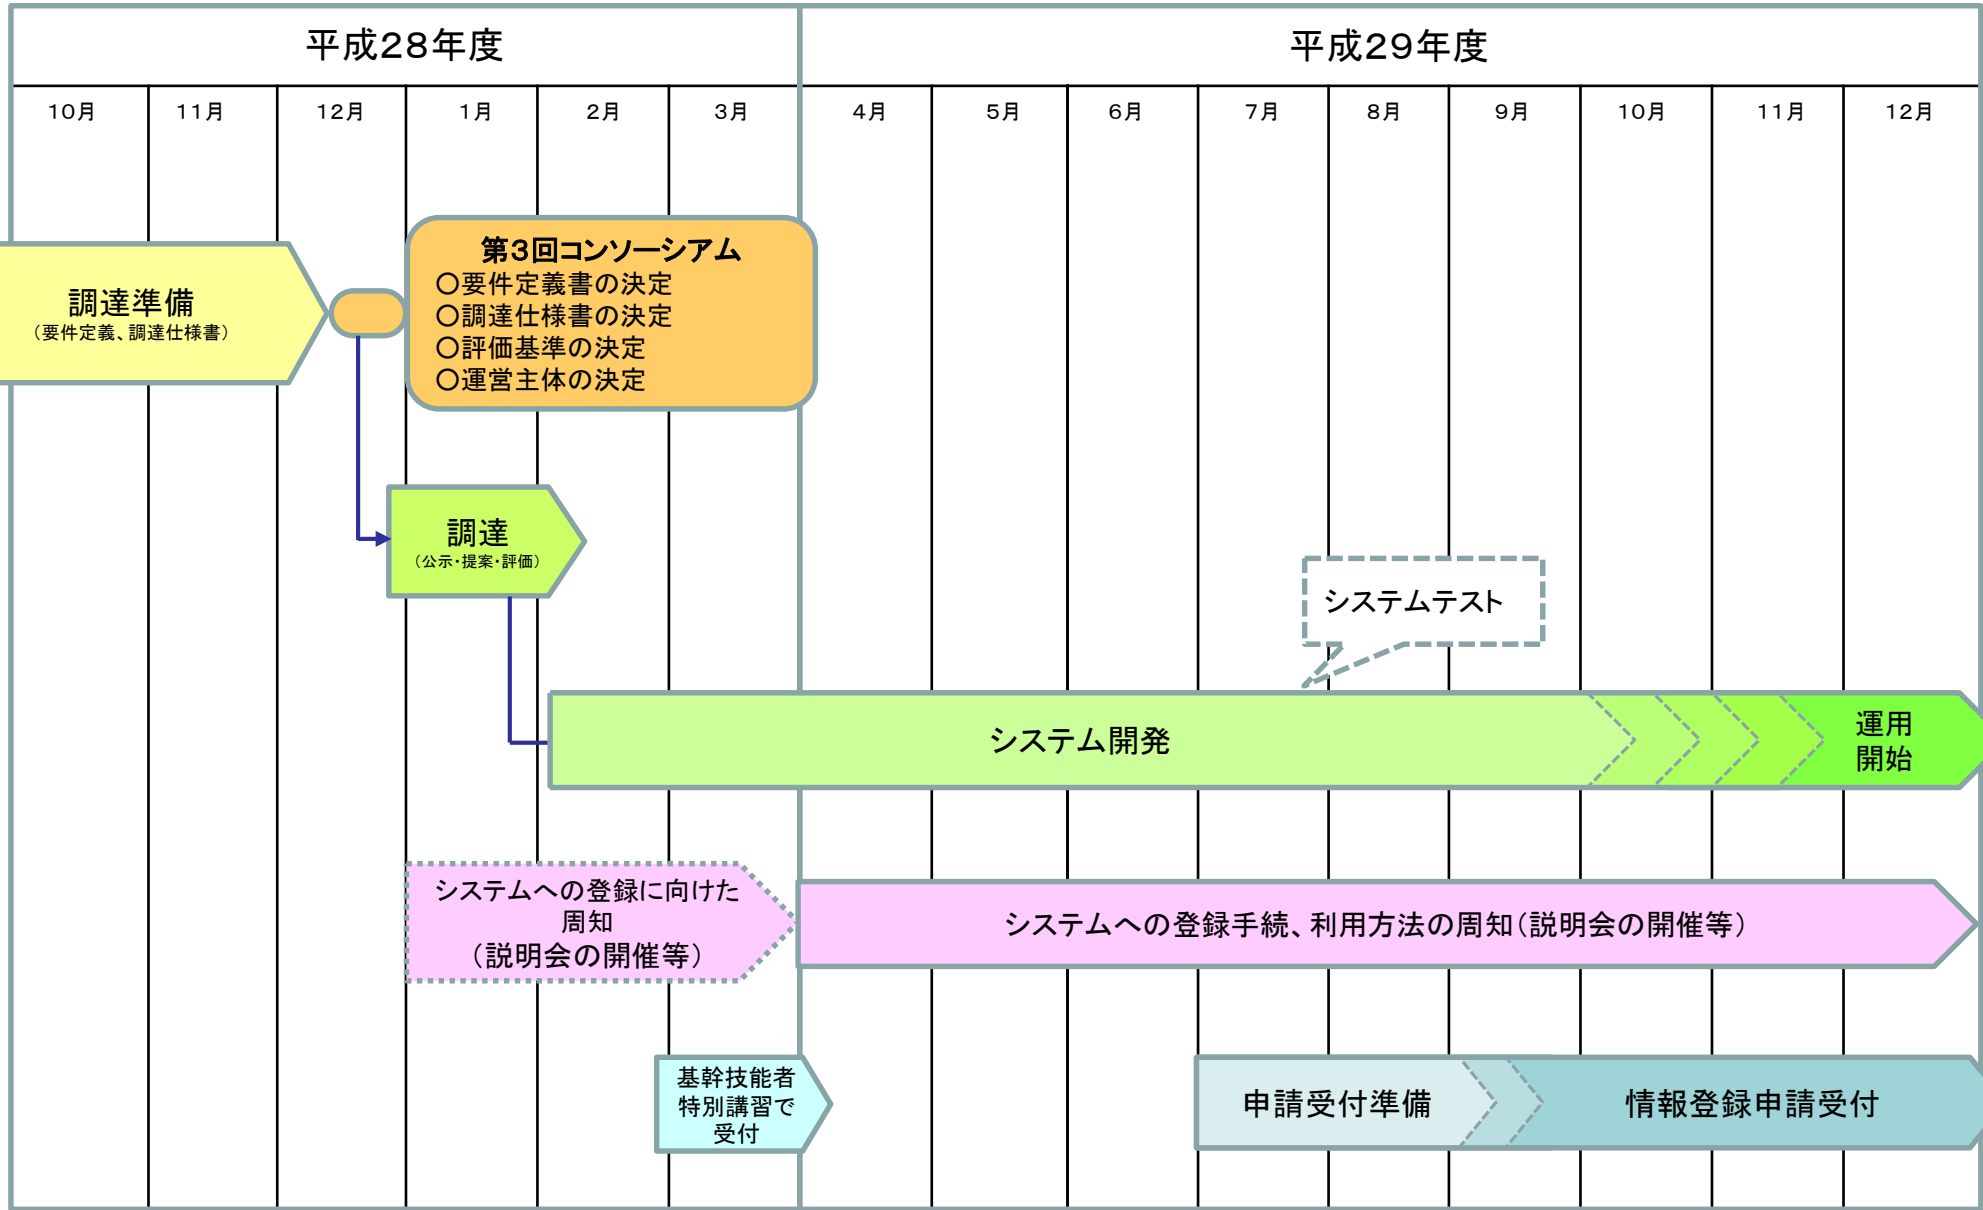 平成28年度
平成29年度
10月
11月
12月
1月
2月
3月
4月
5月
6月
7月
8月
9月
10月
11月
12月
調達準備
（要件定義、調達仕様書）
第3回コンソーシアム
○要件定義書の決定
○調達仕様書の決定
○評価基準の決定
○運営主体の決定
調達
（公示・提案・評価）
システムテスト
システム開発
運用
開始
システムへの登録に向けた
周知
（説明会の開催等）
システムへの登録手続、利用方法の周知（説明会の開催等）
基幹技能者
特別講習で
受付
申請受付準備
情報登録申請受付